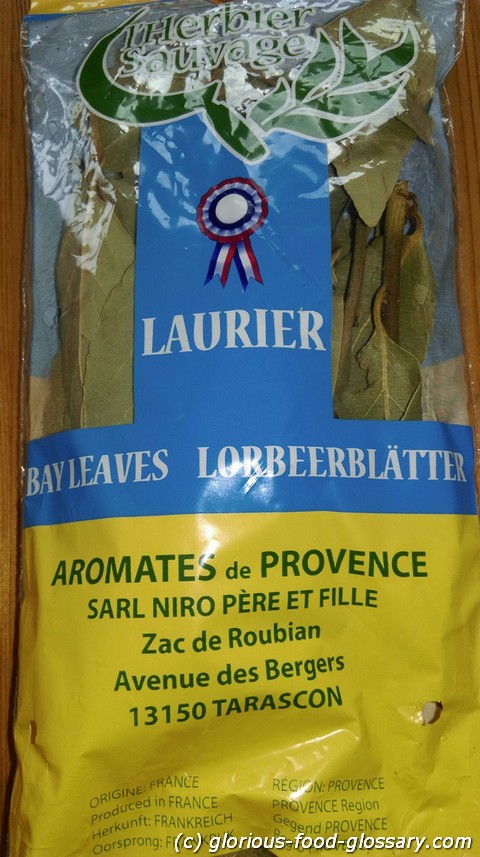 l'Herbier
Sauvage
LAURIER
BAY LEAVES LORBEERBLÄTTER
AROMATES de PROVENCE
SARL NIRO PÈRE ET FILLE
Zac de Roubian
Avenue des Bergers
13150 TARASCON
ORIGINE: FRANCE
Produced in FRANCE
Herkunft: FRANKREICH
Oorsprong:
RÉGION: PROVENCE
PROVENCE Region
Gegend PROVENCE
(c) glorious-food-glossary.com